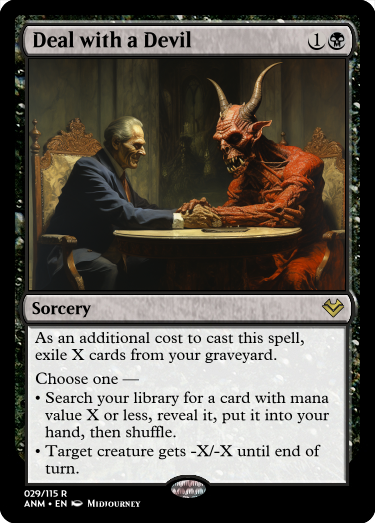 Deal with a Devil 1
Sorcery
As an additional cost to cast this spell,
exile X cards from your graveyard.
Choose one —
• Search your library for a card with mana
value X or less, reveal it, put it into your
hand, then shuffle.
• Target creature gets -X/-X until end of
turn.
029/115 R
ANM • EN Midjourney